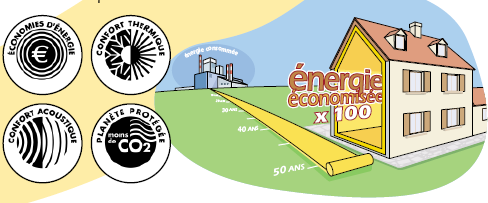 ÉCONOMIES D'ÉNERGIE
€
CONFORT THERMIQUE
CONFORT ACOUSTIQUE
PLANÈTE PROTÉGÉE
moins
de CO2
énergie consommée
énergie
économisée
x 100
30 ANS
40 ANS
50 ANS